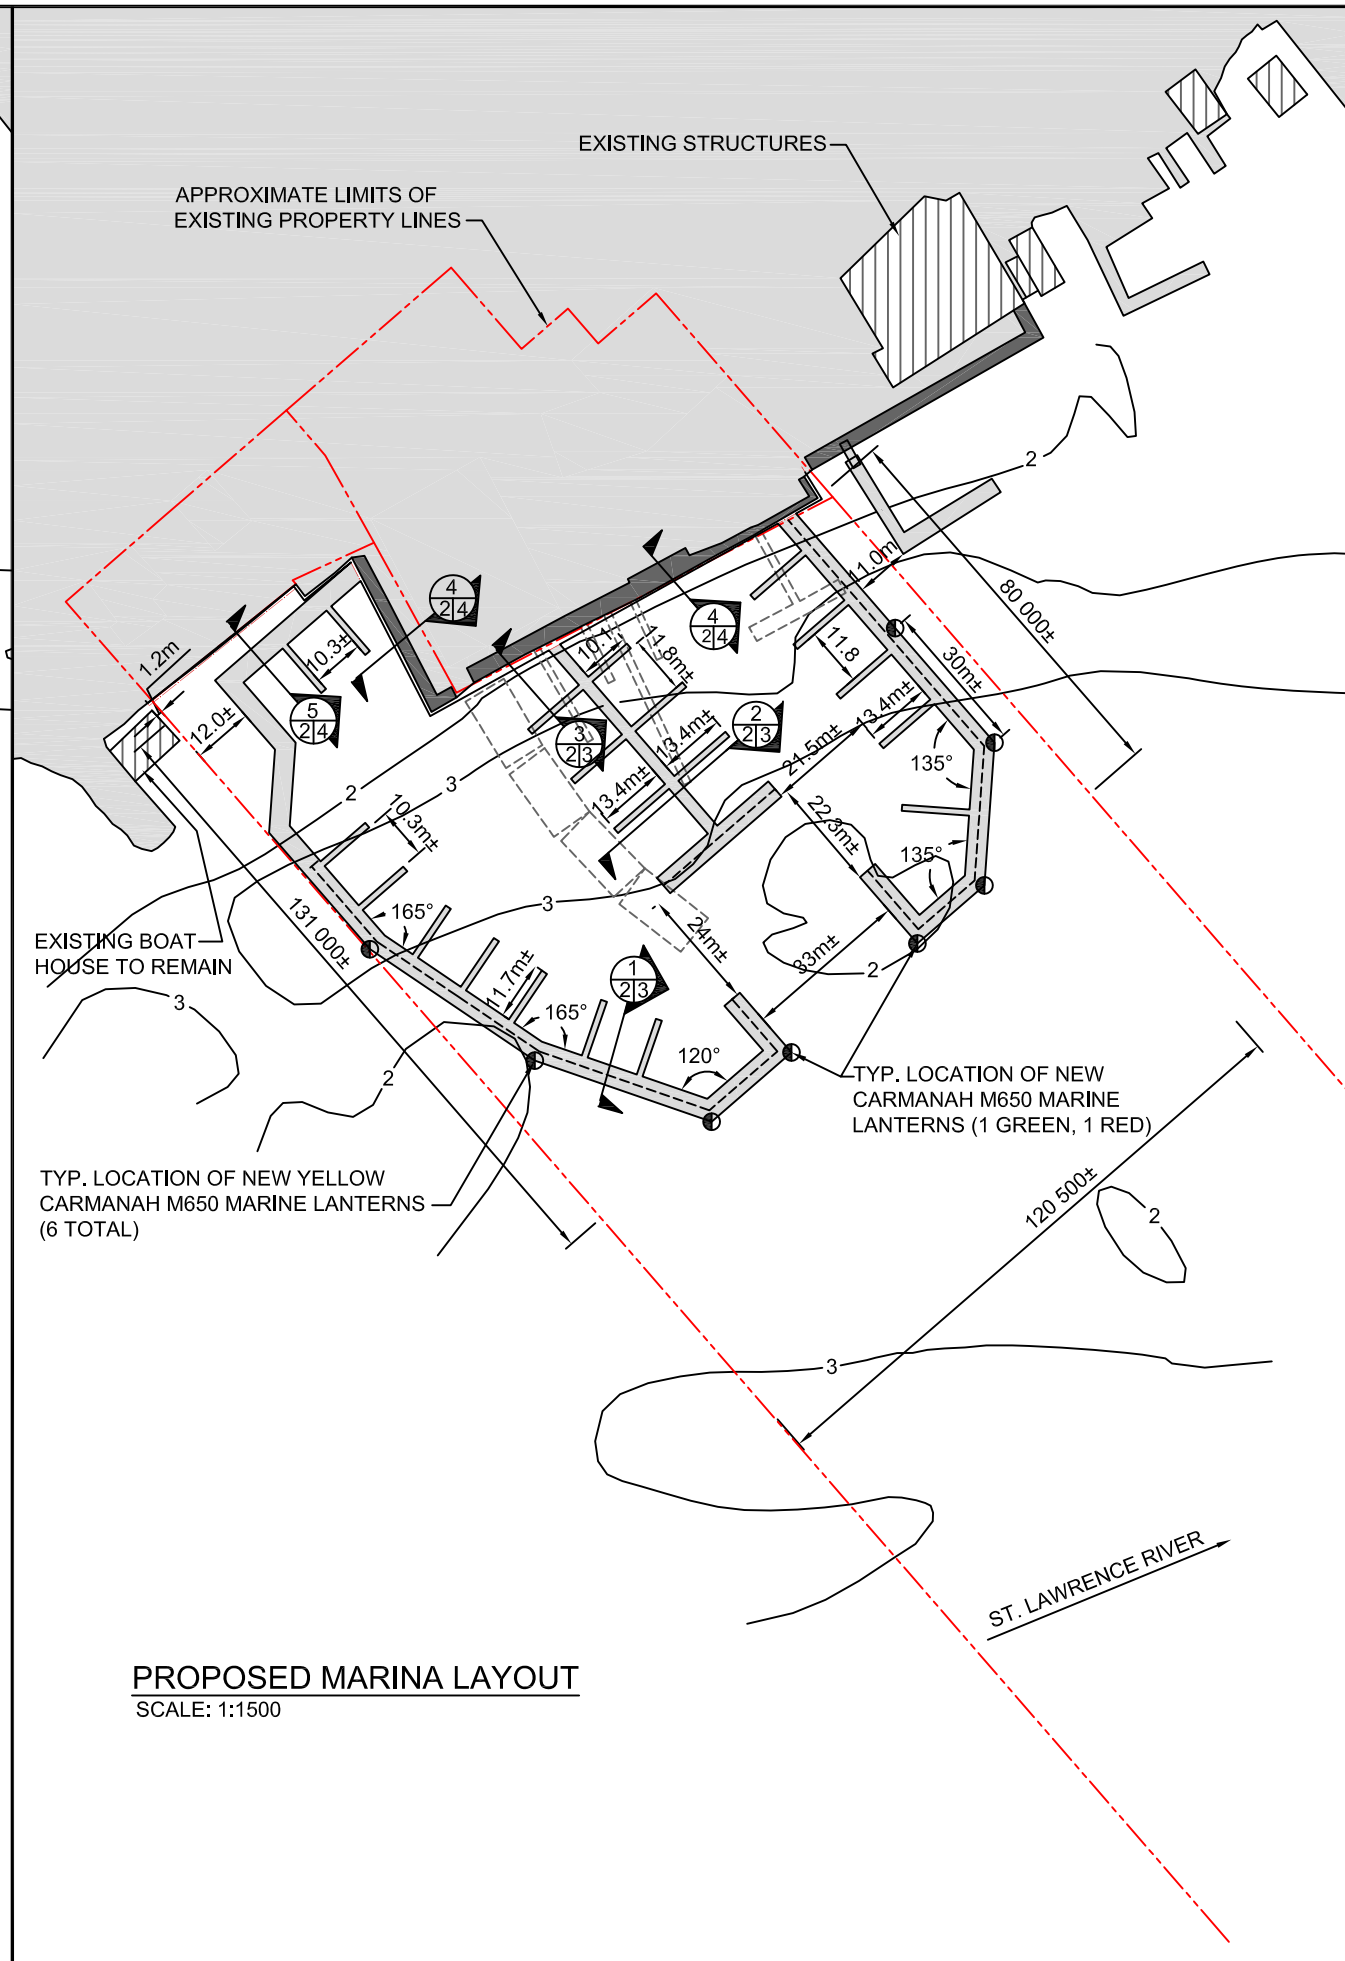 EXISTING STRUCTURES
APPROXIMATE LIMITS OF
EXISTING PROPERTY LINES
2
11.0m
80 000±
4
2 4
4
2 4
10.3±
1.2m
12.0±
5
2 4
11.8m±
11.8
30m±
3
2 3
2
2 3
13.4m±
13.4m±
13.4m±
21.5m±
135°
135°
22.3m±
2
3
10.3m±
3
165°
131 000±
EXISTING BOAT
HOUSE TO REMAIN
24m±
33m±
2
1
2 3
11.7m±
165°
3
120°
2
TYP. LOCATION OF NEW
CARMANAH M650 MARINE
LANTERNS (1 GREEN, 1 RED)
TYP. LOCATION OF NEW YELLOW
CARMANAH M650 MARINE LANTERNS
(6 TOTAL)
120 500±
2
3
ST. LAWRENCE RIVER
PROPOSED MARINA LAYOUT
SCALE: 1:1500